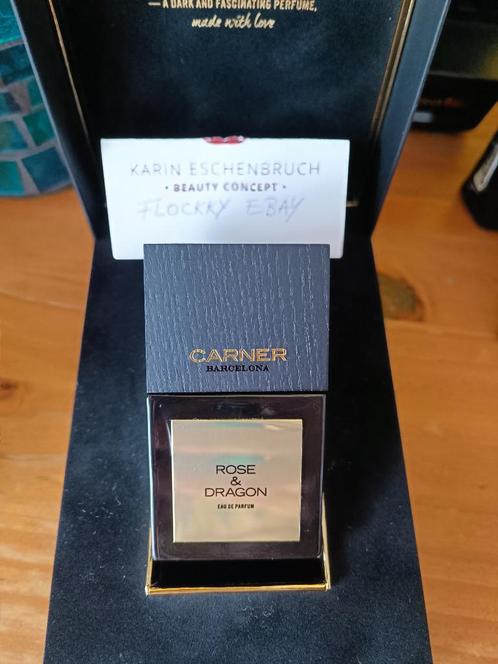 — A DARK AND FASCINATING PERFUME,
made with love
KARIN ESCHENBRUCH
• BEAUTY CONCEPT •
FLOCKKY EBAY
CARNER
BARCELONA
ROSE
&
DRAGON
EAU DE PARFUM